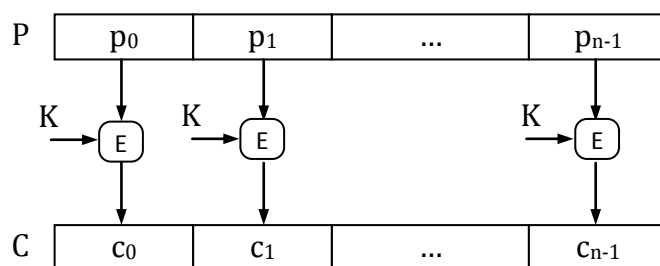 P p₀ p₁ ... pₙ₋₁
K K K
E E E
C c₀ c₁ ... cₙ₋₁